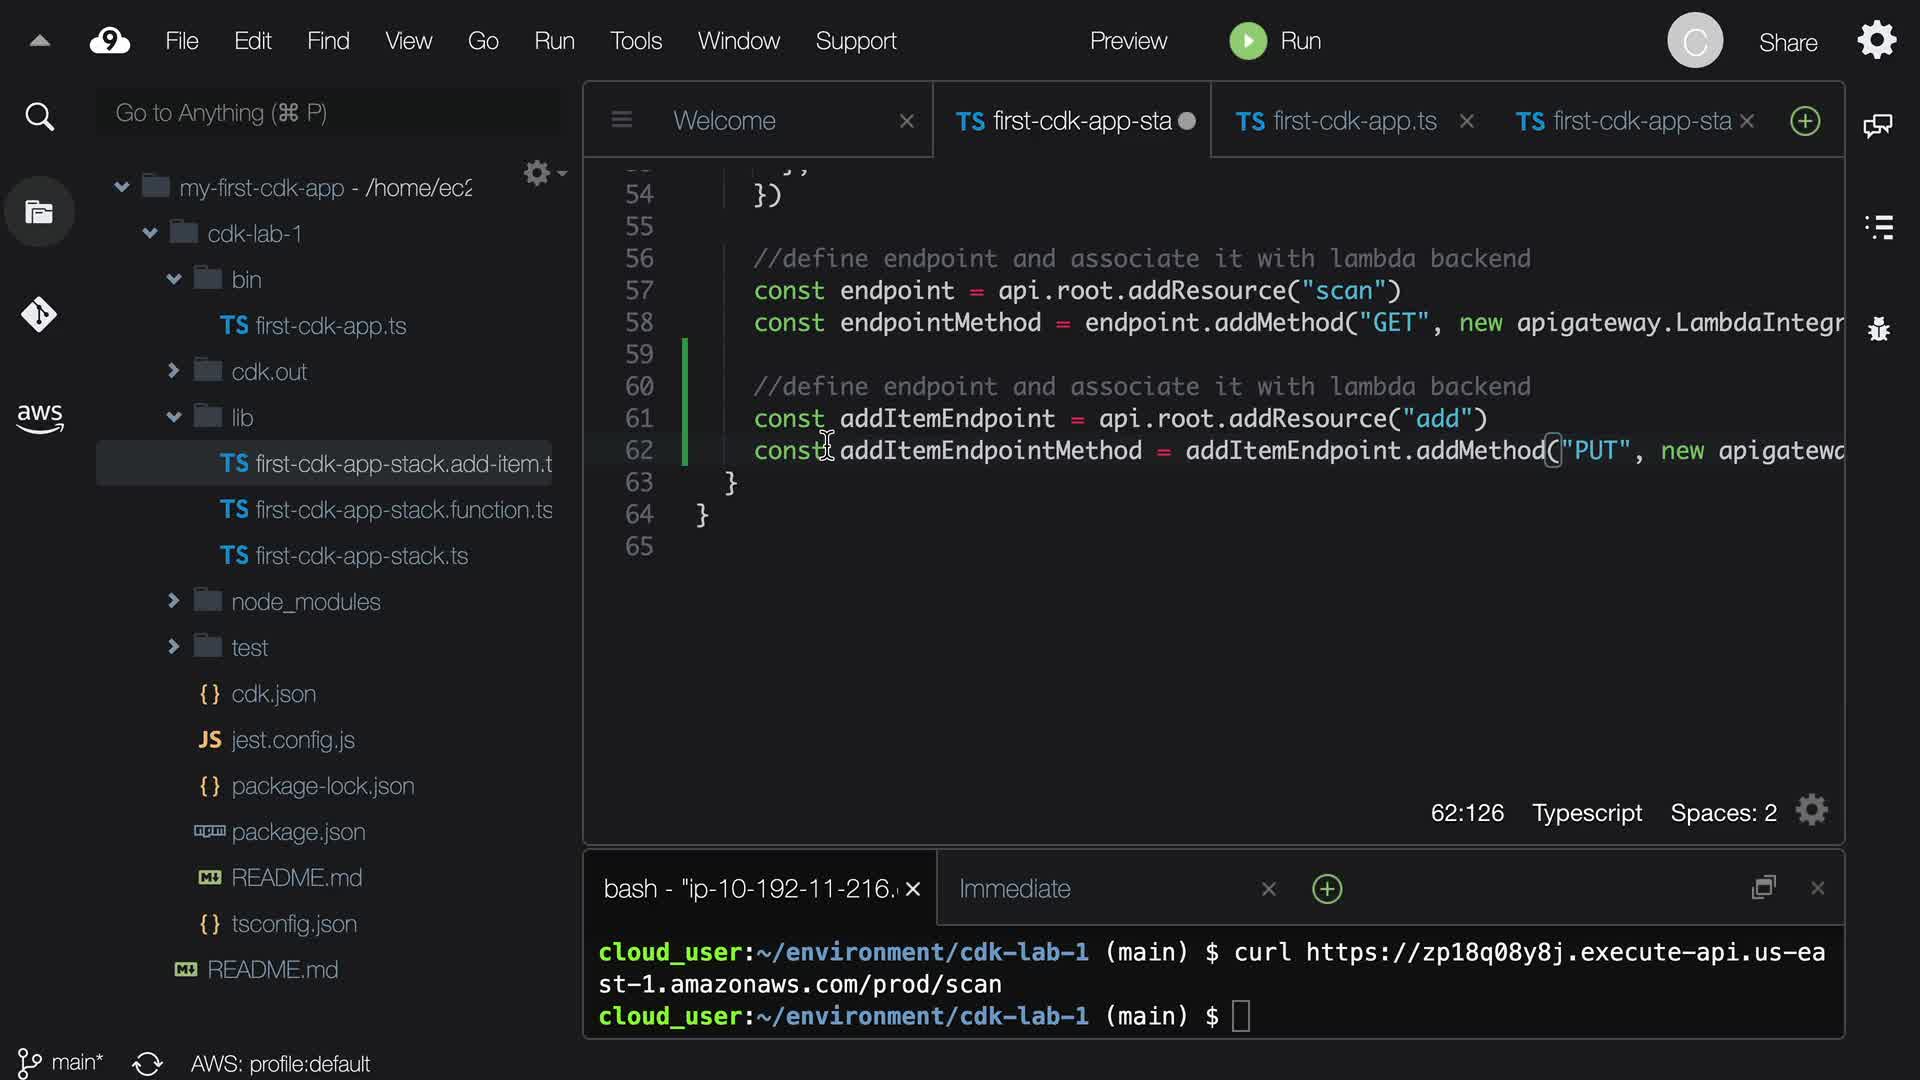 9 File Edit Find View Go Run Tools Window Support Preview Run C Share
Go to Anything (⌘ P)
my-first-cdk-app - /home/ec2
cdk-lab-1
bin
TS first-cdk-app.ts
cdk.out
lib
TS first-cdk-app-stack.add-item.t
TS first-cdk-app-stack.function.ts
TS first-cdk-app-stack.ts
node_modules
test
{} cdk.json
JS jest.config.js
{} package-lock.json
npm package.json
M README.md
{} tsconfig.json
M README.md
aws
Welcome
TS first-cdk-app-sta
TS first-cdk-app.ts
TS first-cdk-app-sta
54 })
55
56 //define endpoint and associate it with lambda backend
57 const endpoint = api.root.addResource("scan")
58 const endpointMethod = endpoint.addMethod("GET", new apigateway.LambdaIntegr
59
60 //define endpoint and associate it with lambda backend
61 const addItemEndpoint = api.root.addResource("add")
62 const addItemEndpointMethod = addItemEndpoint.addMethod("PUT", new apigatewa
63 }
64 }
65
62:126 Typescript Spaces: 2
bash - "ip-10-192-11-216.
Immediate
cloud_user:~/environment/cdk-lab-1 (main) $ curl https://zp18q08y8j.execute-api.us-ea
st-1.amazonaws.com/prod/scan
cloud_user:~/environment/cdk-lab-1 (main) $
main* AWS: profile:default